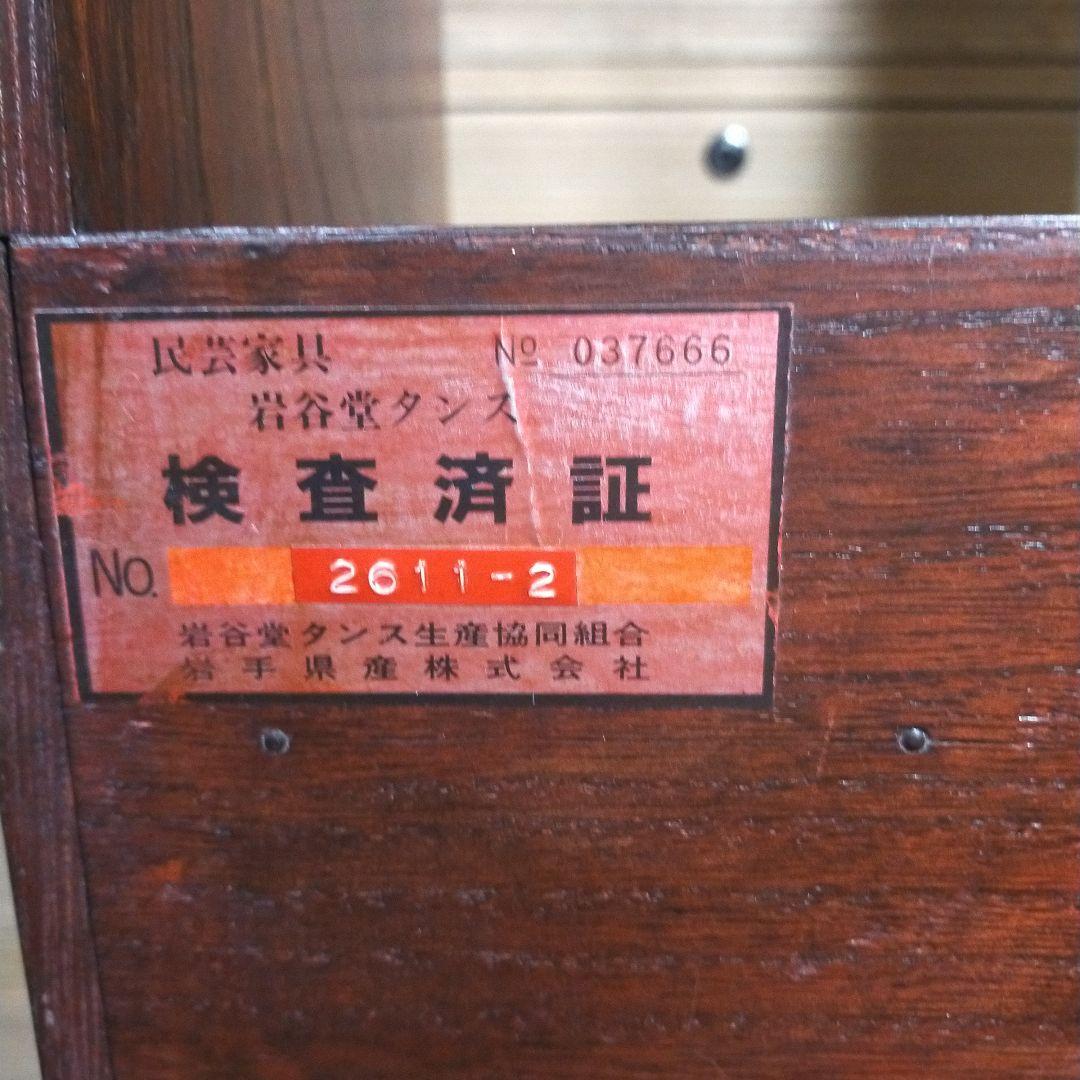 民芸家具 Nº 037666
岩谷堂タンス
検査済証
No. 2611-2
岩谷堂タンス生産協同組合
岩手県産株式会社